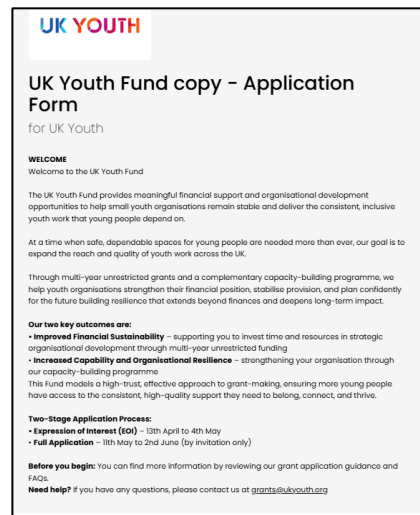 UK YOUTH
UK Youth Fund copy - Application
Form
for UK Youth
WELCOME
Welcome to the UK Youth Fund
The UK Youth Fund provides meaningful financial support and organisational development
opportunities to help small youth organisations remain stable and deliver the consistent, inclusive
youth work that young people depend on.
At a time when safe, dependable spaces for young people are needed more than ever, our goal is to
expand the reach and quality of youth work across the UK.
Through multi-year unrestricted grants and a complementary capacity-building programme, we
help youth organisations strengthen their financial position, stabilise provision, and plan confidently
for the future building resilience that extends beyond finances and deepens long-term impact.
Our two key outcomes are:
• Improved Financial Sustainability – supporting you to invest time and resources in strategic
organisational development through multi-year unrestricted funding
• Increased Capability and Organisational Resilience – strengthening your organisation through
our capacity-building programme
This Fund models a high-trust, effective approach to grant-making, ensuring more young people
have access to the consistent, high-quality support they need to belong, connect, and thrive.
Two-Stage Application Process:
• Expression of Interest (EOI) – 13th April to 4th May
• Full Application – 11th May to 2nd June (by invitation only)
Before you begin: You can find more information by reviewing our grant application guidance and
FAQs.
Need help? If you have any questions, please contact us at grants@ukyouth.org